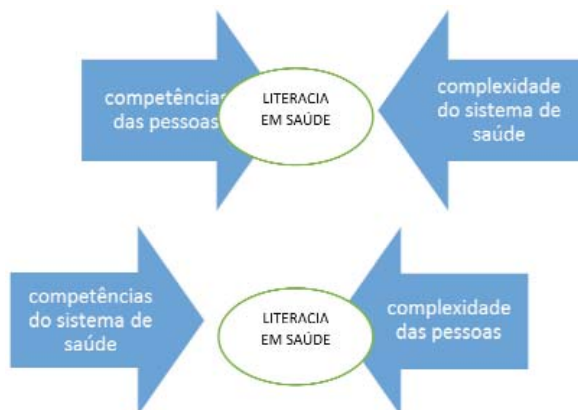 competências
das pessoas
LITERACIA
EM SAÚDE
complexidade
do sistema de
saúde
competências
do sistema de
saúde
LITERACIA
EM SAÚDE
complexidade
das pessoas